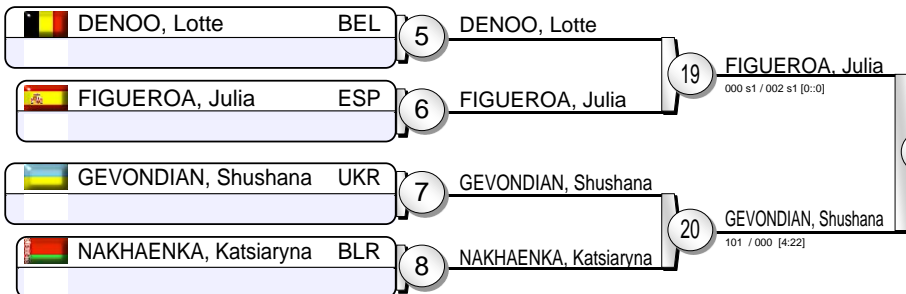 DENOO, Lotte BEL
5
DENOO, Lotte
FIGUEROA, Julia ESP
6
FIGUEROA, Julia
19
FIGUEROA, Julia
000 s1 / 002 s1 [0::0]
GEVONDIAN, Shushana UKR
7
GEVONDIAN, Shushana
NAKHAENKA, Katsiaryna BLR
8
NAKHAENKA, Katsiaryna
20
GEVONDIAN, Shushana
101 / 000 [4:22]